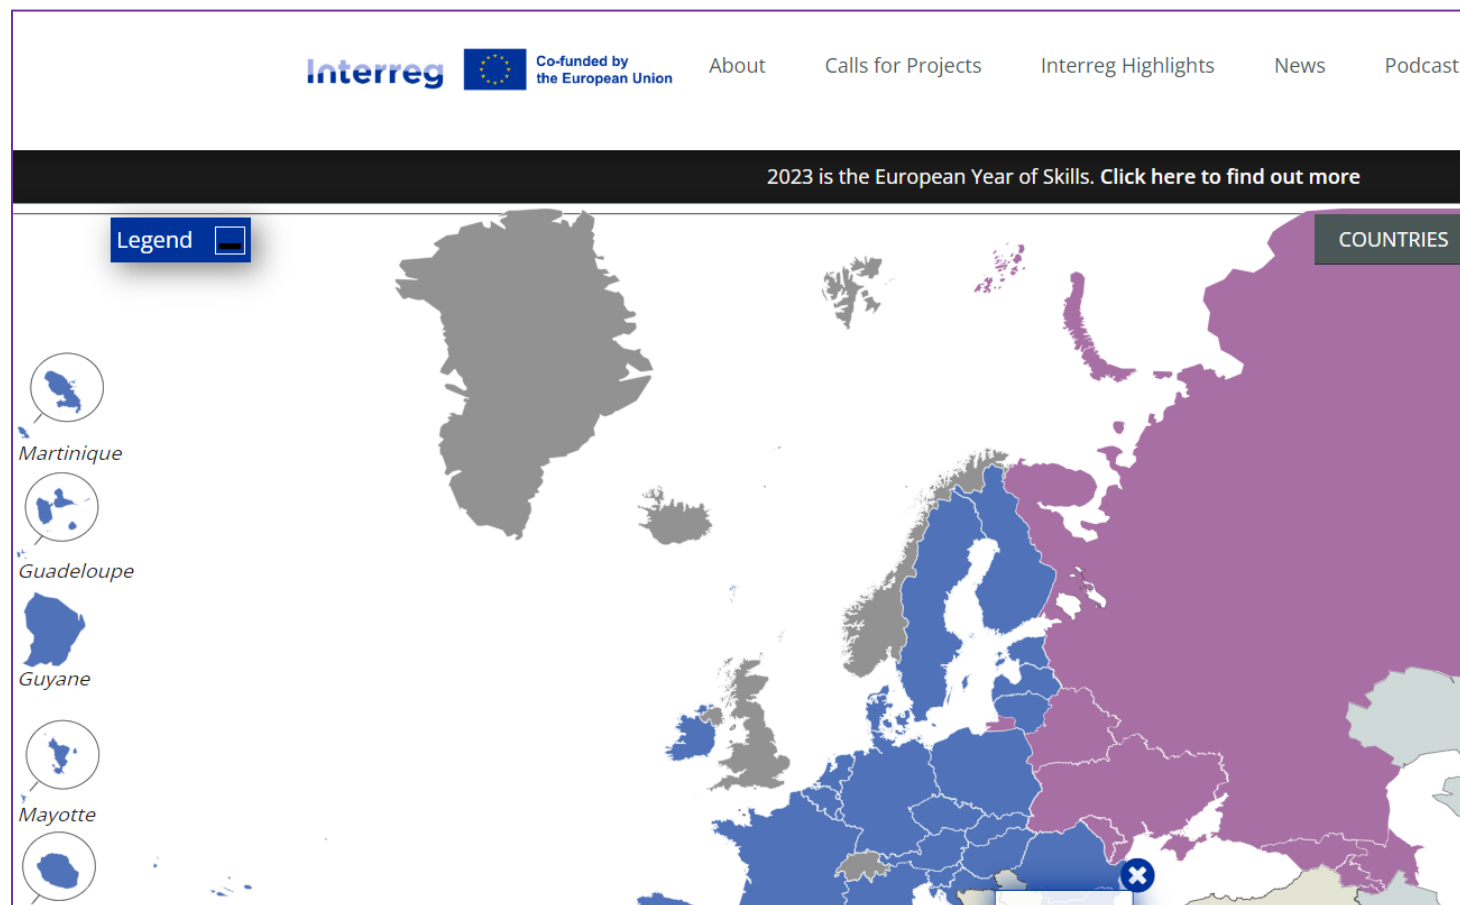 Interreg
Co-funded by
the European Union
About
Calls for Projects
Interreg Highlights
News
Podcast
2023 is the European Year of Skills. Click here to find out more
Legend
COUNTRIES
Martinique
Guadeloupe
Guyane
Mayotte